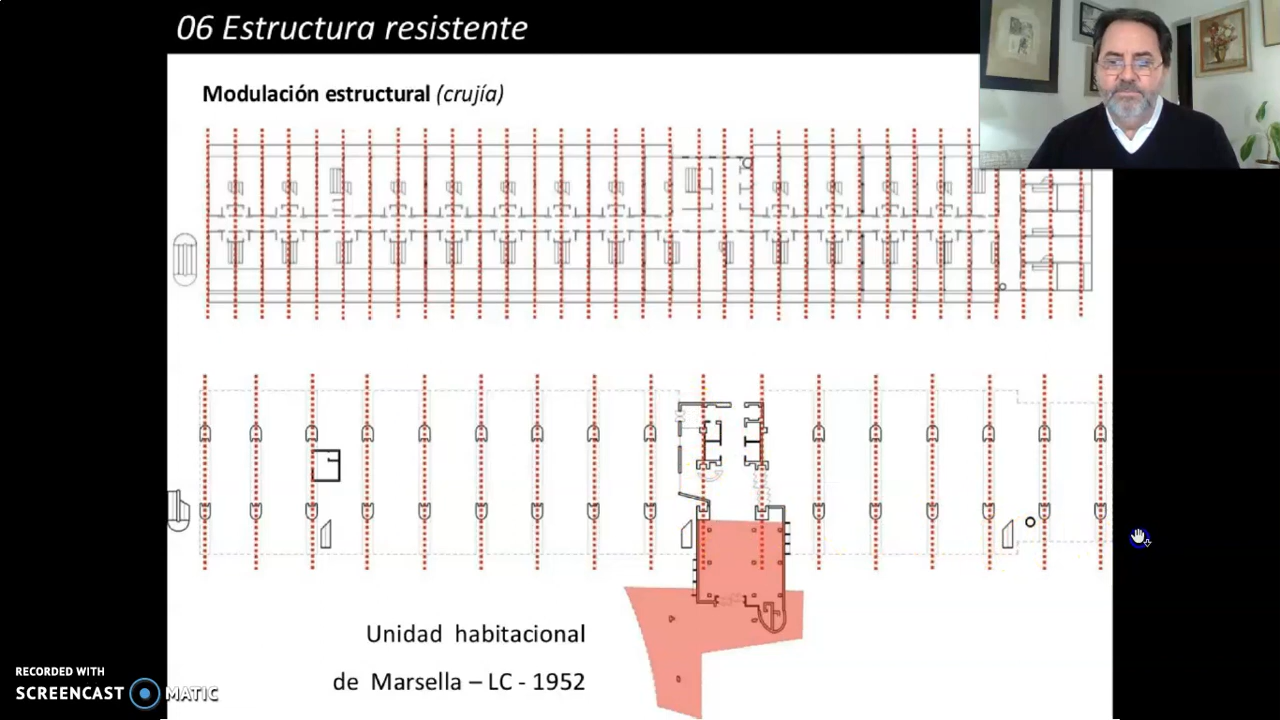 06 Estructura resistente
Modulación estructural (crujía)
Unidad habitacional
de Marsella – LC - 1952
RECORDED WITH
SCREENCAST MATIC